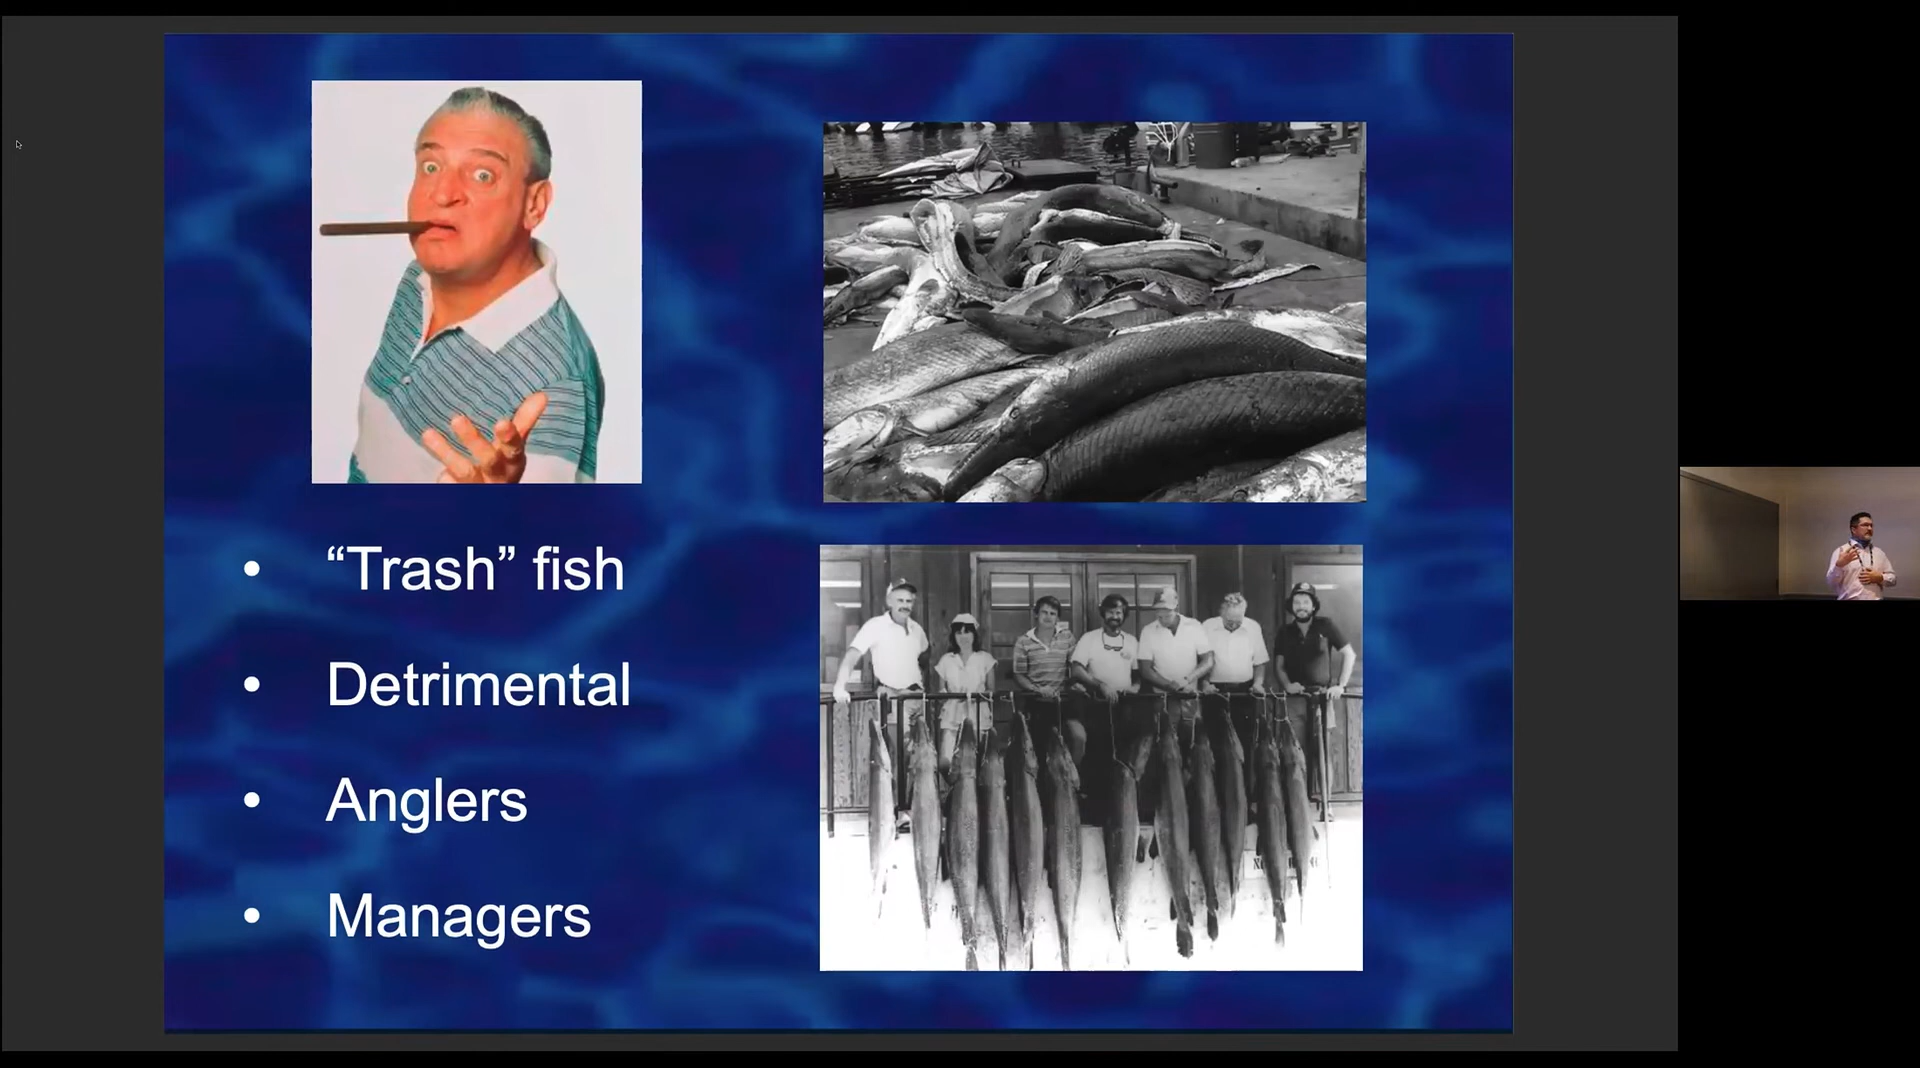 “Trash” fish
Detrimental
Anglers
Managers